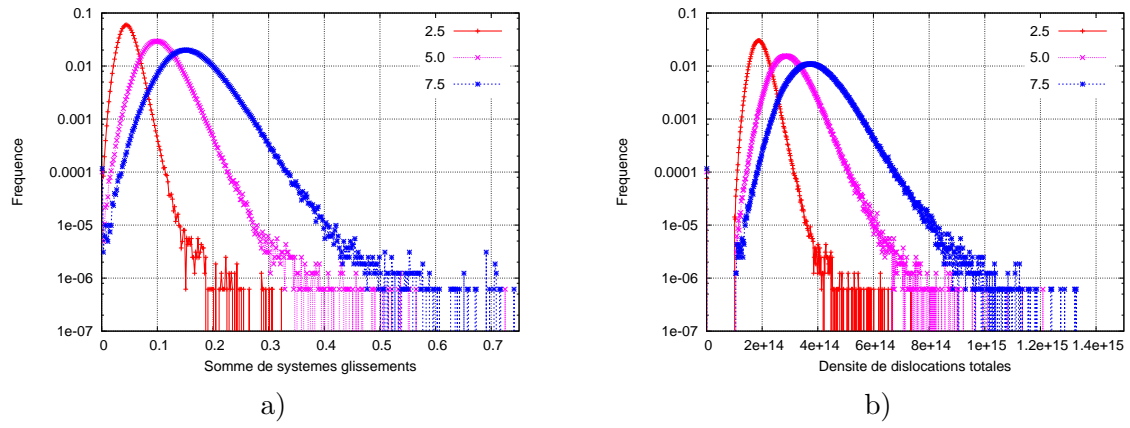 0.1
0.01
0.001
0.0001
1e-05
1e-06
1e-07
Frequence
0 0.1 0.2 0.3 0.4 0.5 0.6 0.7
Somme de systemes glissements
2.5
5.0
7.5
a)
0.1
0.01
0.001
0.0001
1e-05
1e-06
1e-07
Frequence
0 2e+14 4e+14 6e+14 8e+14 1e+15 1.2e+15 1.4e+15
Densite de dislocations totales
2.5
5.0
7.5
b)